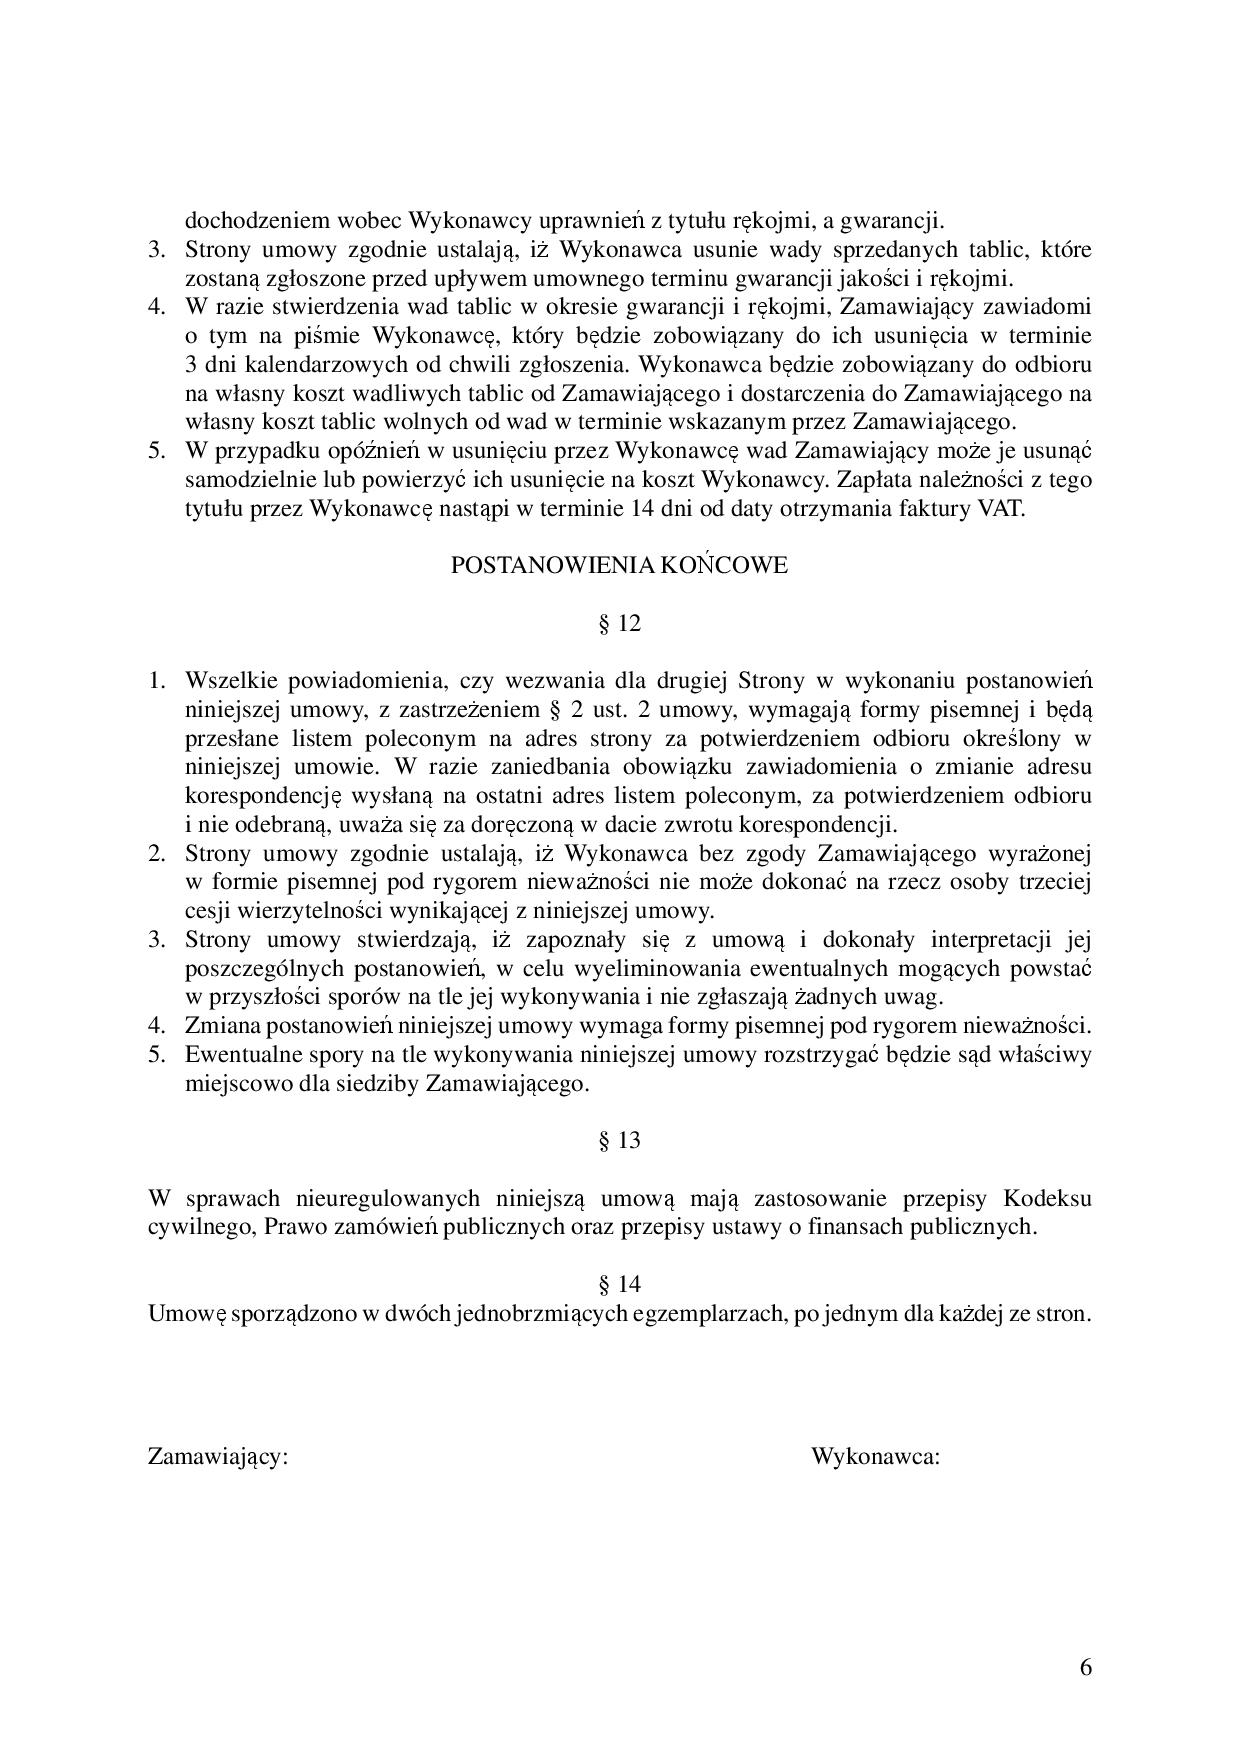 dochodzeniem wobec Wykonawcy uprawnień z tytułu rękojmi, a gwarancji.
3. Strony umowy zgodnie ustalają, iż Wykonawca usunie wady sprzedanych tablic, które
zostaną zgłoszone przed upływem umownego terminu gwarancji jakości i rękojmi.
4. W razie stwierdzenia wad tablic w okresie gwarancji i rękojmi, Zamawiający zawiadomi
o tym na piśmie Wykonawcę, który będzie zobowiązany do ich usunięcia w terminie
3 dni kalendarzowych od chwili zgłoszenia. Wykonawca będzie zobowiązany do odbioru
na własny koszt wadliwych tablic od Zamawiającego i dostarczenia do Zamawiającego na
własny koszt tablic wolnych od wad w terminie wskazanym przez Zamawiającego.
5. W przypadku opóźnień w usunięciu przez Wykonawcę wad Zamawiający może je usunąć
samodzielnie lub powierzyć ich usunięcie na koszt Wykonawcy. Zapłata należności z tego
tytułu przez Wykonawcę nastąpi w terminie 14 dni od daty otrzymania faktury VAT.
POSTANOWIENIA KOŃCOWE
§ 12
1. Wszelkie powiadomienia, czy wezwania dla drugiej Strony w wykonaniu postanowień
niniejszej umowy, z zastrzeżeniem § 2 ust. 2 umowy, wymagają formy pisemnej i będą
przesłane listem poleconym na adres strony za potwierdzeniem odbioru określony w
niniejszej umowie. W razie zaniedbania obowiązku zawiadomienia o zmianie adresu
korespondencję wysłaną na ostatni adres listem poleconym, za potwierdzeniem odbioru
i nie odebraną, uważa się za doręczoną w dacie zwrotu korespondencji.
2. Strony umowy zgodnie ustalają, iż Wykonawca bez zgody Zamawiającego wyrażonej
w formie pisemnej pod rygorem nieważności nie może dokonać na rzecz osoby trzeciej
cesji wierzytelności wynikającej z niniejszej umowy.
3. Strony umowy stwierdzają, iż zapoznały się z umową i dokonały interpretacji jej
poszczególnych postanowień, w celu wyeliminowania ewentualnych mogących powstać
w przyszłości sporów na tle jej wykonywania i nie zgłaszają żadnych uwag.
4. Zmiana postanowień niniejszej umowy wymaga formy pisemnej pod rygorem nieważności.
5. Ewentualne spory na tle wykonywania niniejszej umowy rozstrzygać będzie sąd właściwy
miejscowo dla siedziby Zamawiającego.
§ 13
W sprawach nieuregulowanych niniejszą umową mają zastosowanie przepisy Kodeksu
cywilnego, Prawo zamówień publicznych oraz przepisy ustawy o finansach publicznych.
§ 14
Umowę sporządzono w dwóch jednobrzmiących egzemplarzach, po jednym dla każdej ze stron.
Zamawiający: Wykonawca:
6